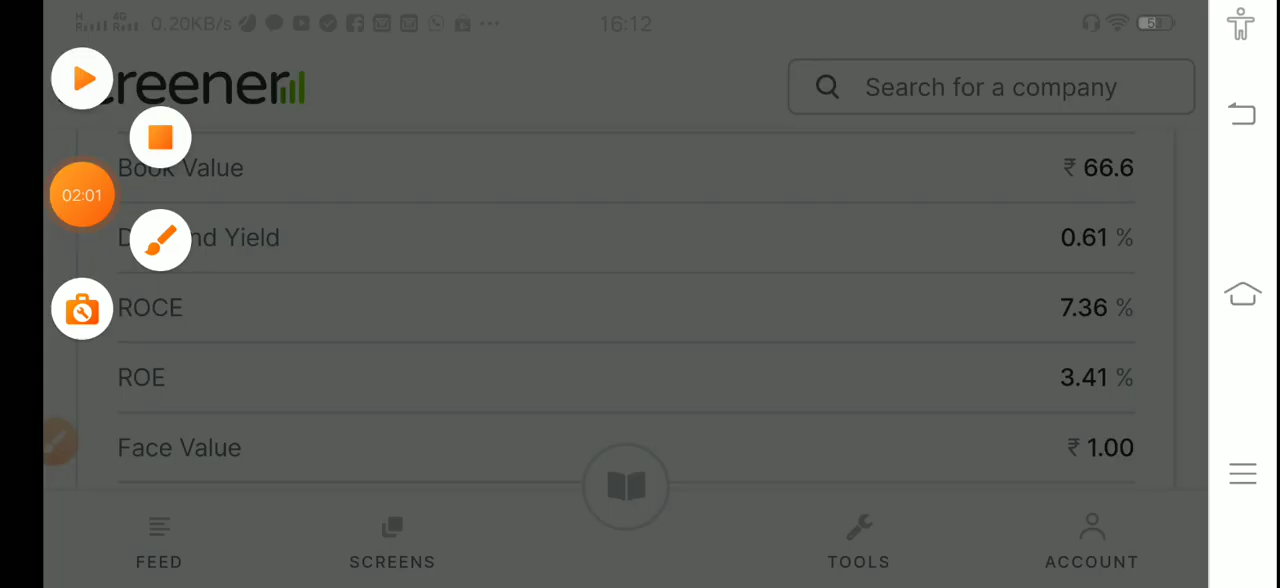 0.20KB/s 16:12
creener
Search for a company
02:01
Book Value ₹ 66.6
nd Yield 0.61 %
ROCE 7.36 %
ROE 3.41 %
Face Value ₹ 1.00
FEED SCREENS TOOLS ACCOUNT